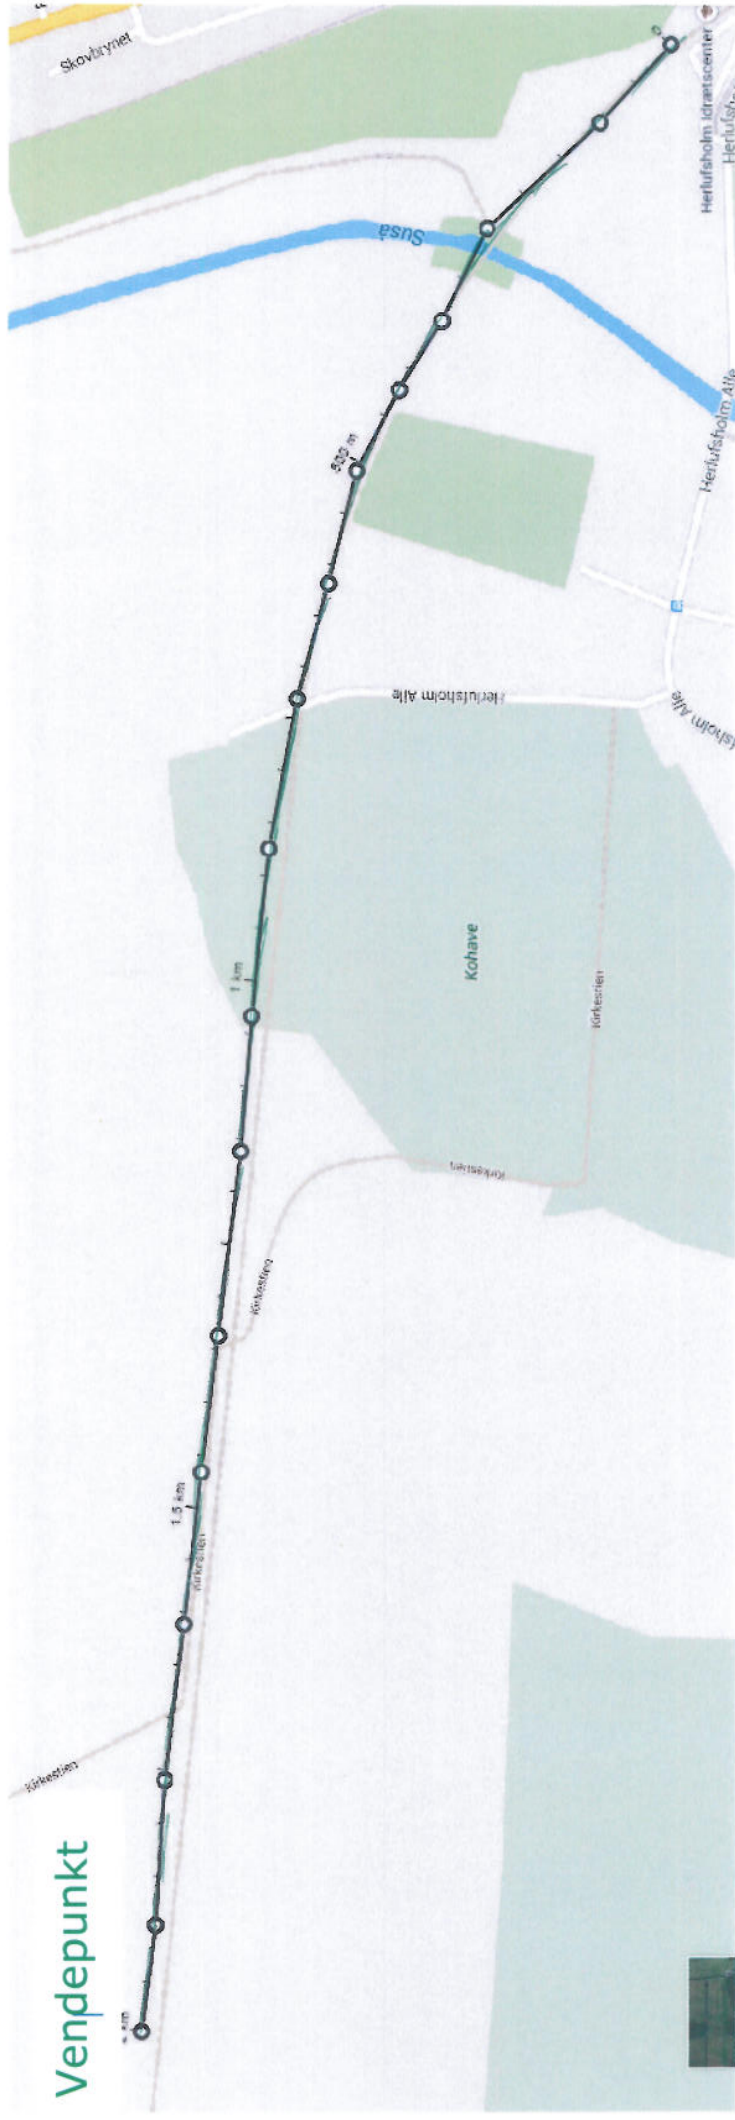 Skovbrynet
0
Herlufsholm Idrætscenter
Suså
500 m
Herlufsholm Alle
Herlufsholm Alle
Kohave
1 km
Kirkestien
Kirkestien
Kirkestien
1.5 km
Kirkestien
Kirkestien
Vendepunkt